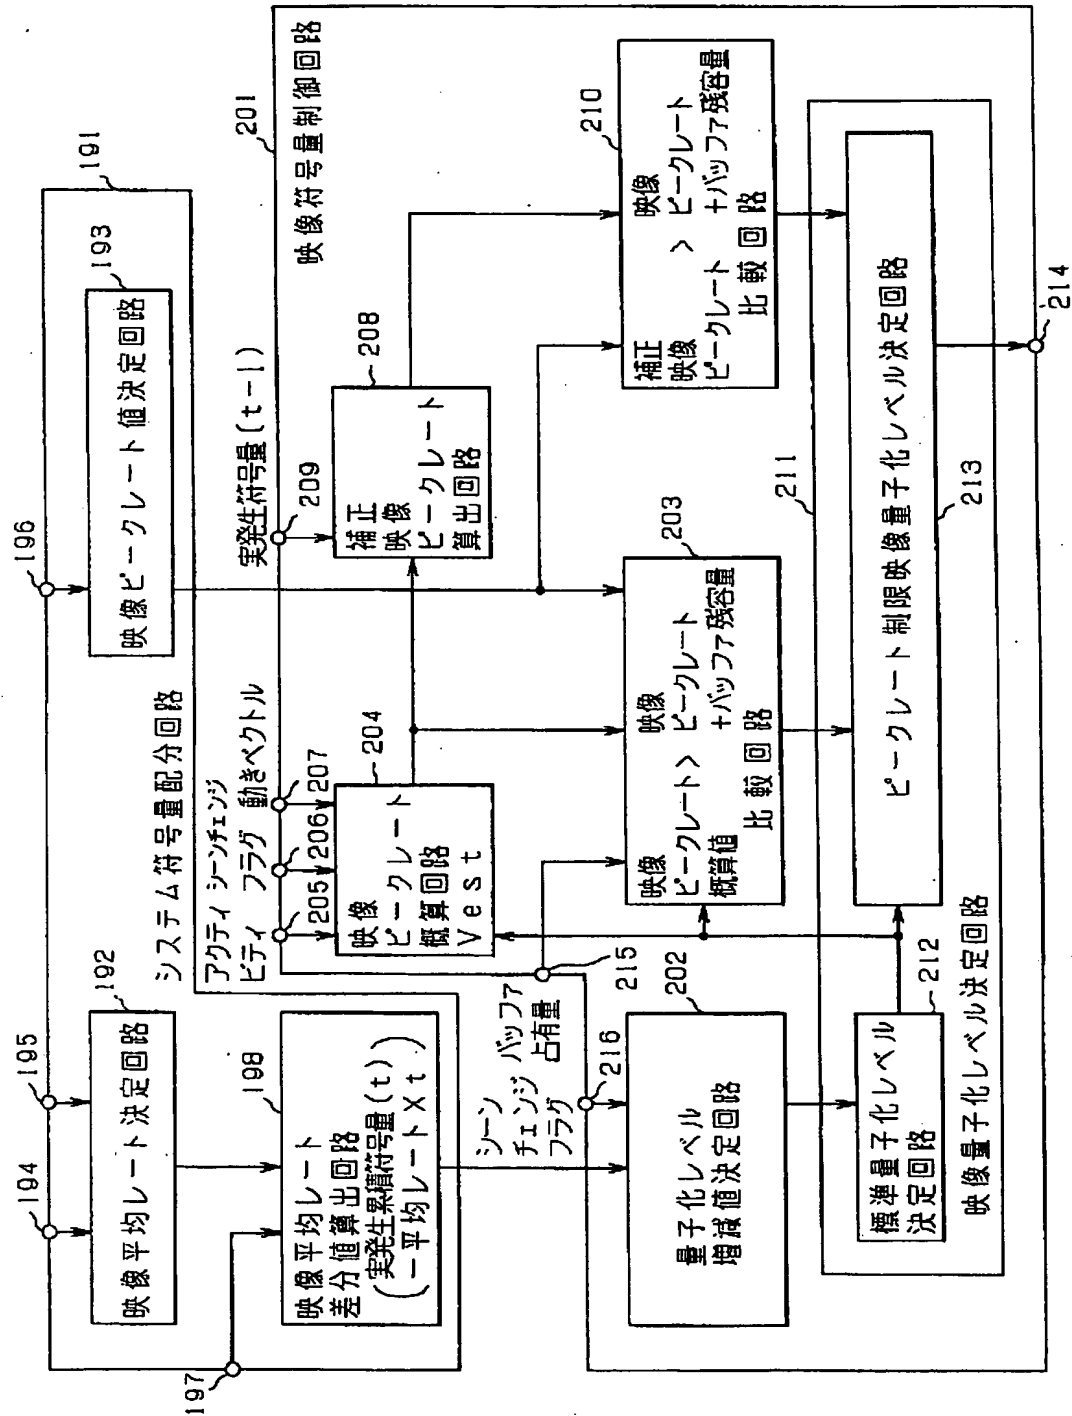 191
システム符号量配分回路
194
195
192
映像平均レート決定回路
196
193
映像ピークレート値決定回路
197
198
映像平均レート
差分値算出回路
(実発生累積符号量(t)
−平均レート×t)
201
映像符号量制御回路
アクティ
ビティ
シーンチェンジ
フラグ
動きベクトル
205
206
207
204
映像
ピークレート
概算回路
Vest
実発生符号量(t−1)
209
208
補正
映像
ピークレート
算出回路
シーン
チェンジ
フラグ
216
バッファ
占有量
215
202
量子化レベル
増減値決定回路
203
映像
ピークレート>
概算値
映像
ピークレート
+バッファ残容量
比較回路
210
補正
映像
ピークレート
>
映像
ピークレート
+バッファ残容量
比較回路
211
212
標準量子化レベル
決定回路
213
ピークレート制限映像量子化レベル決定回路
映像量子化レベル決定回路
214